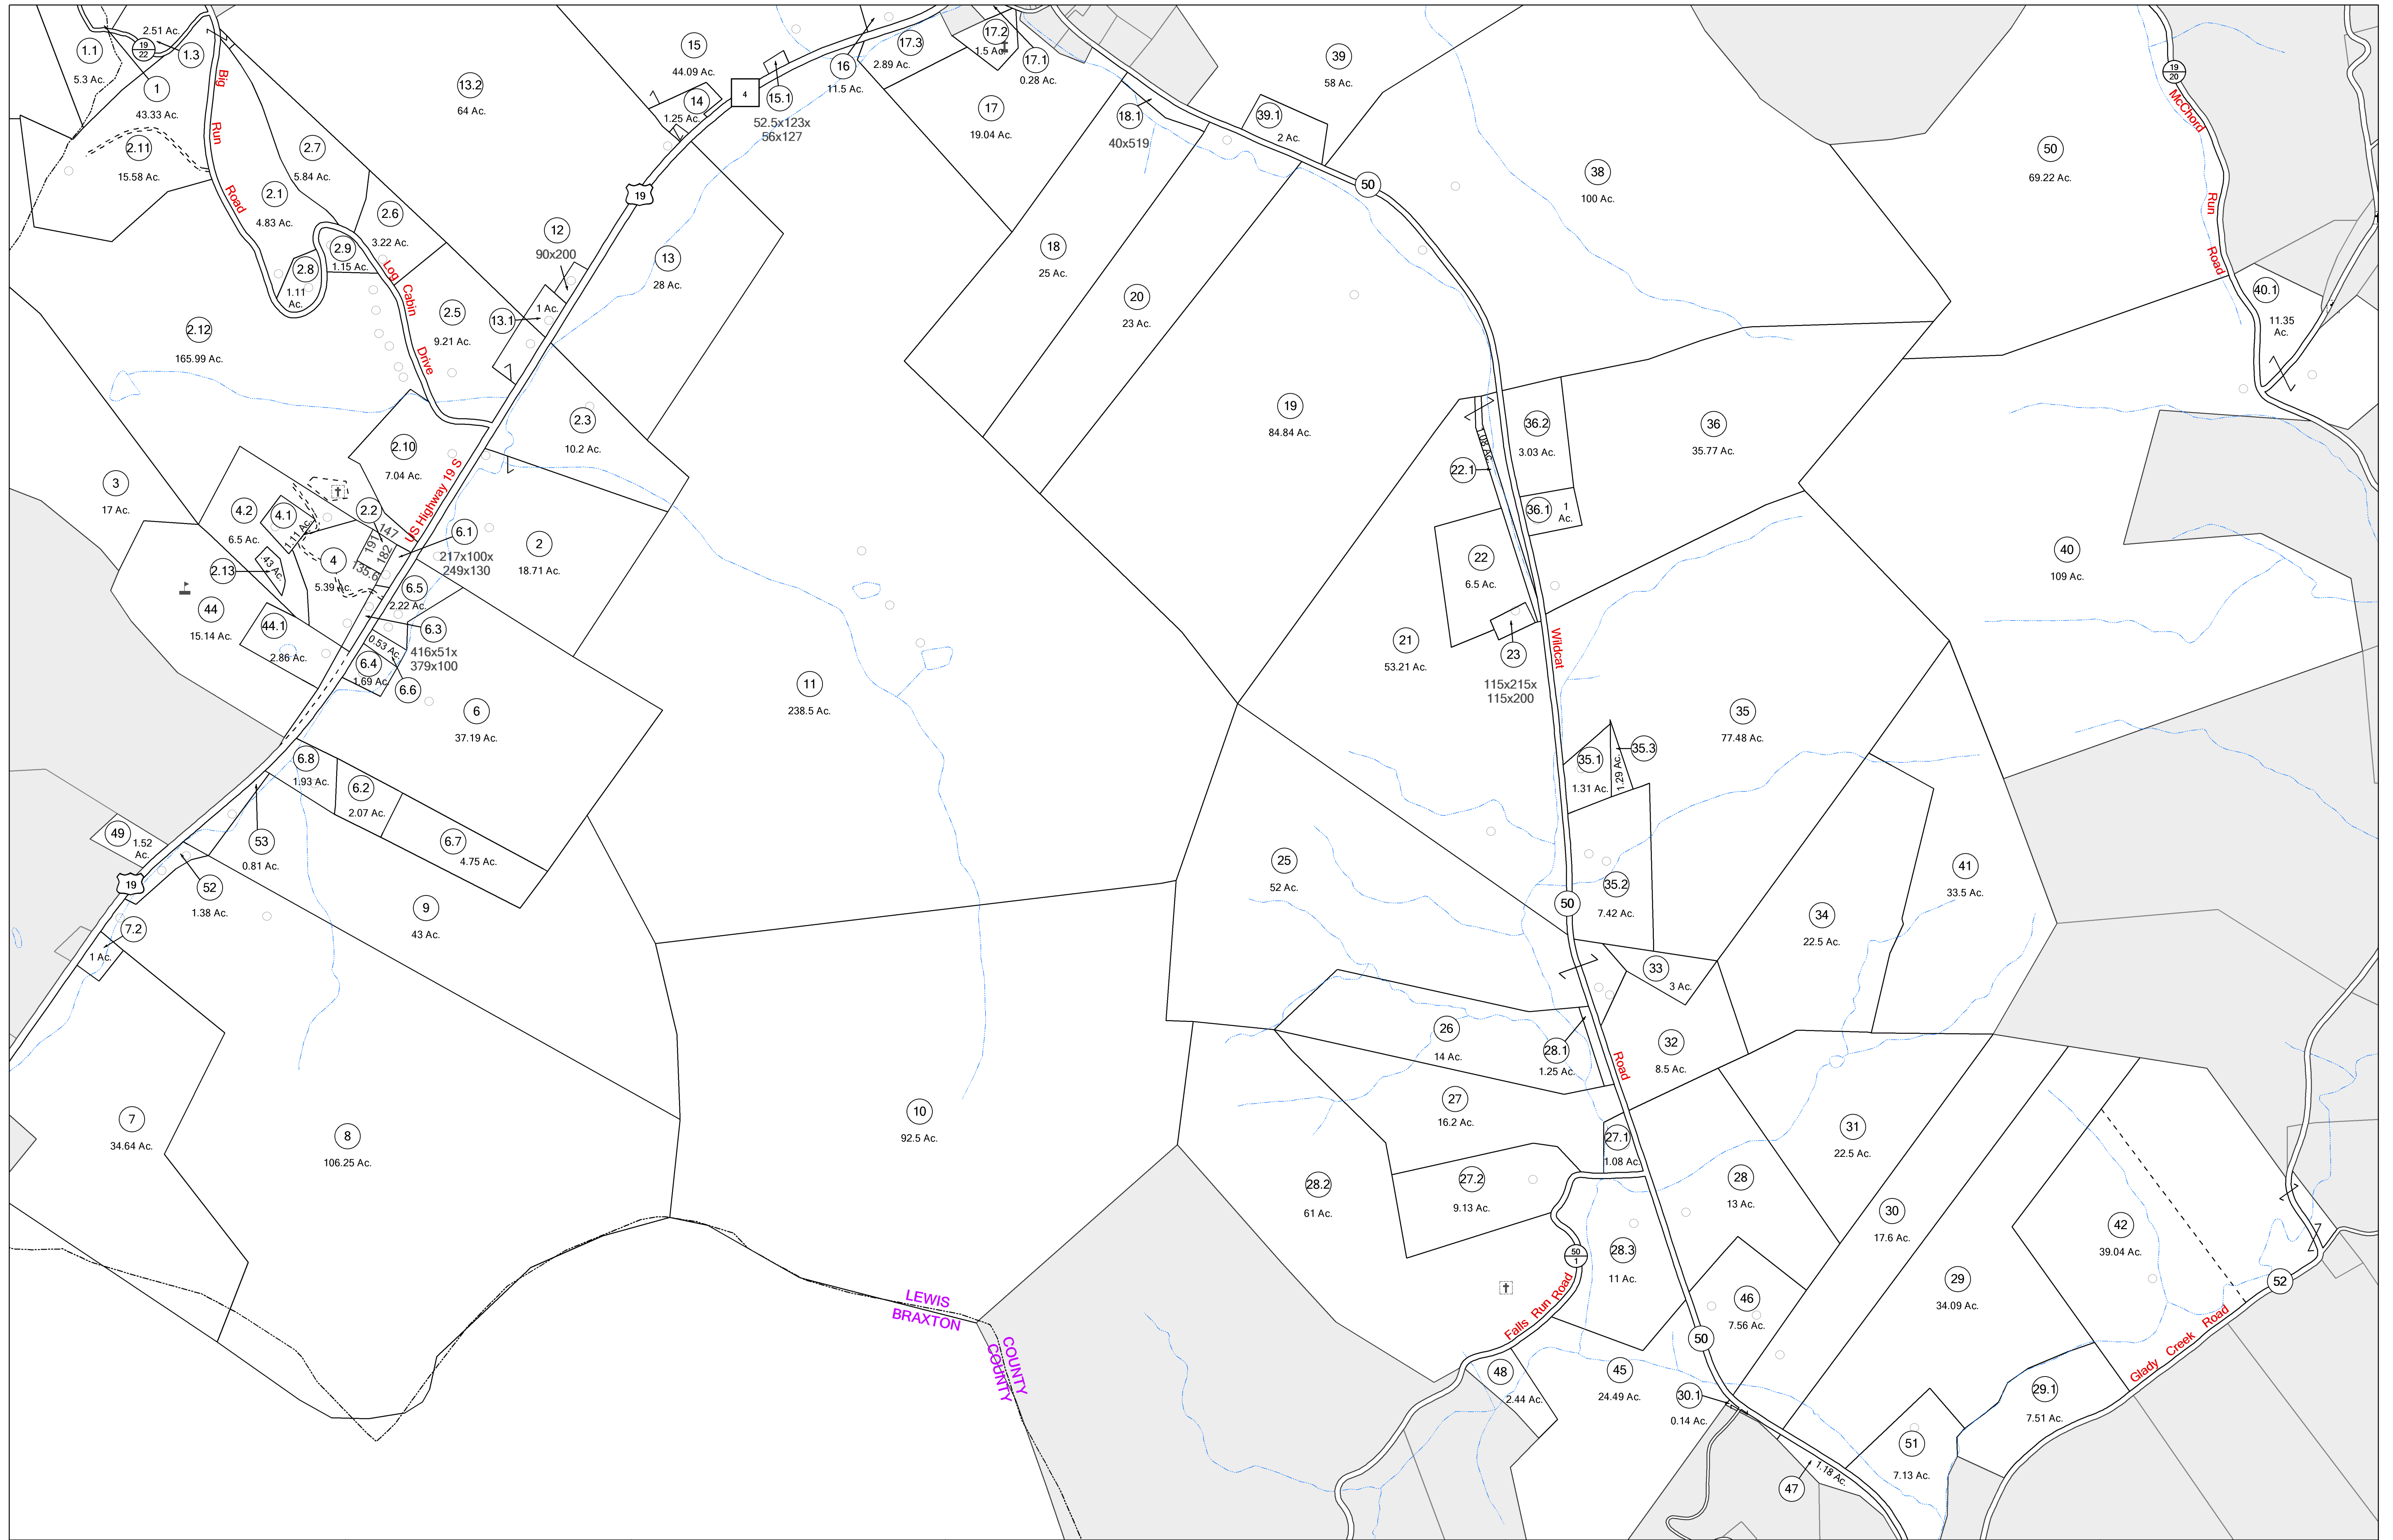 1.1
5.3 Ac.
2.51 Ac.
19
22
1.3
1
43.33 Ac.
Big
Run
Road
2.11
15.58 Ac.
2.7
5.84 Ac.
2.1
4.83 Ac.
2.6
3.22 Ac.
2.9
1.15 Ac.
2.8
1.11
Ac.
Log
Cabin
Drive
13.2
64 Ac.
15
44.09 Ac.
14
1.25 Ac.
4
15.1
52.5x123x
56x127
16
11.5 Ac.
17.3
2.89 Ac.
17.2
1.5 Ac.
17.1
0.28 Ac.
17
19.04 Ac.
18.1
40x519
39
58 Ac.
39.1
2 Ac.
50
38
100 Ac.
50
69.22 Ac.
19
20
McChord
Run
Road
40.1
11.35
Ac.
19
12
90x200
13
28 Ac.
13.1
1 Ac.
18
25 Ac.
20
23 Ac.
2.5
9.21 Ac.
2.12
165.99 Ac.
2.3
10.2 Ac.
2.10
7.04 Ac.
US Highway 19 S
19
84.84 Ac.
36.2
3.03 Ac.
36
35.77 Ac.
1.08 Ac.
22.1
36.1
1
Ac.
3
17 Ac.
4.2
6.5 Ac.
4.1
1.11 Ac.
2.2
147
191
182
135.6
6.1
217x100x
249x130
2
18.71 Ac.
4
5.39 Ac.
2.13
.43 Ac.
6.5
2.22 Ac.
22
6.5 Ac.
40
109 Ac.
44
15.14 Ac.
44.1
2.86 Ac.
6.3
416x51x
379x100
0.53 Ac.
6.4
1.69 Ac.
6.6
21
53.21 Ac.
23
115x215x
115x200
Wildcat
11
238.5 Ac.
6
37.19 Ac.
35
77.48 Ac.
35.1
1.31 Ac.
35.3
1.29 Ac.
6.8
1.93 Ac.
6.2
2.07 Ac.
6.7
4.75 Ac.
49
1.52
Ac.
53
0.81 Ac.
19
52
1.38 Ac.
25
52 Ac.
35.2
7.42 Ac.
50
41
33.5 Ac.
34
22.5 Ac.
9
43 Ac.
7.2
1 Ac.
33
3 Ac.
26
14 Ac.
28.1
1.25 Ac.
32
8.5 Ac.
Road
7
34.64 Ac.
8
106.25 Ac.
10
92.5 Ac.
27
16.2 Ac.
27.1
1.08 Ac.
31
22.5 Ac.
28.2
61 Ac.
27.2
9.13 Ac.
28
13 Ac.
30
17.6 Ac.
42
39.04 Ac.
50
1
28.3
11 Ac.
29
34.09 Ac.
52
46
7.56 Ac.
LEWIS
BRAXTON
COUNTY
COUNTY
Falls Run Road
50
Glady Creek Road
48
2.44 Ac.
45
24.49 Ac.
30.1
0.14 Ac.
29.1
7.51 Ac.
51
7.13 Ac.
47
1.18 Ac.